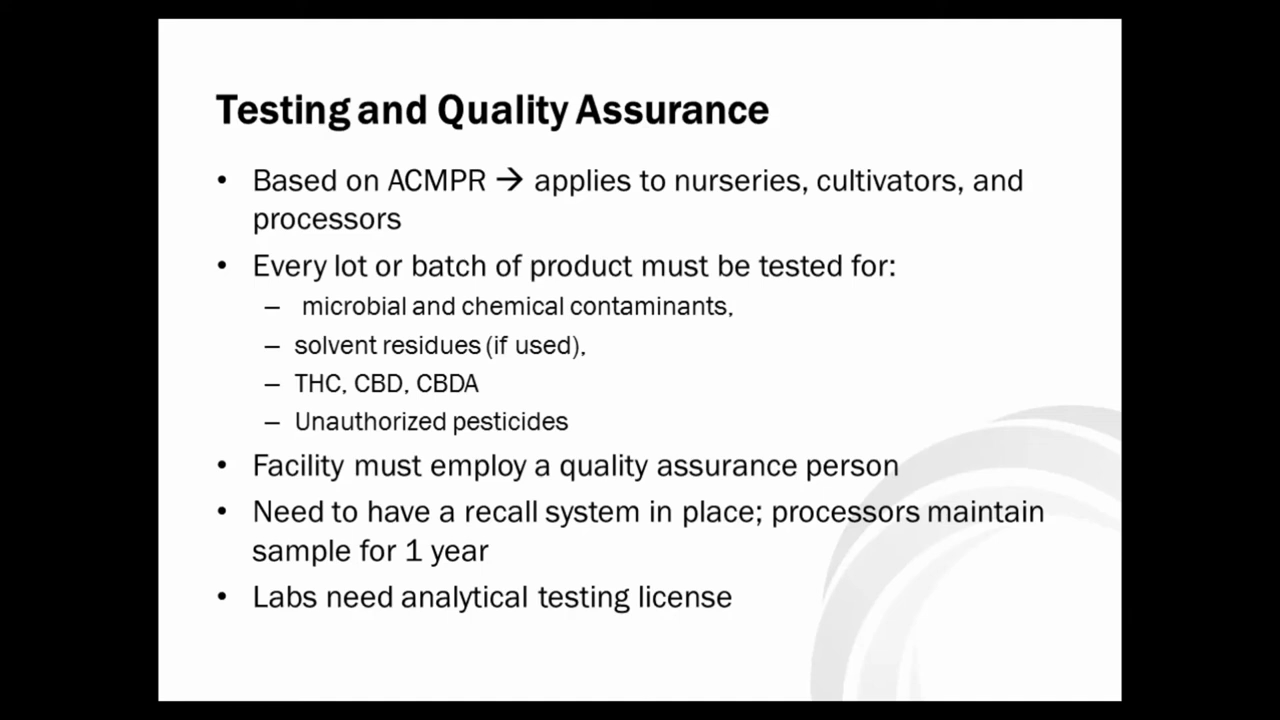 Testing and Quality Assurance
• Based on ACMPR → applies to nurseries, cultivators, and
processors
• Every lot or batch of product must be tested for:
– microbial and chemical contaminants,
– solvent residues (if used),
– THC, CBD, CBDA
– Unauthorized pesticides
• Facility must employ a quality assurance person
• Need to have a recall system in place; processors maintain
sample for 1 year
• Labs need analytical testing license